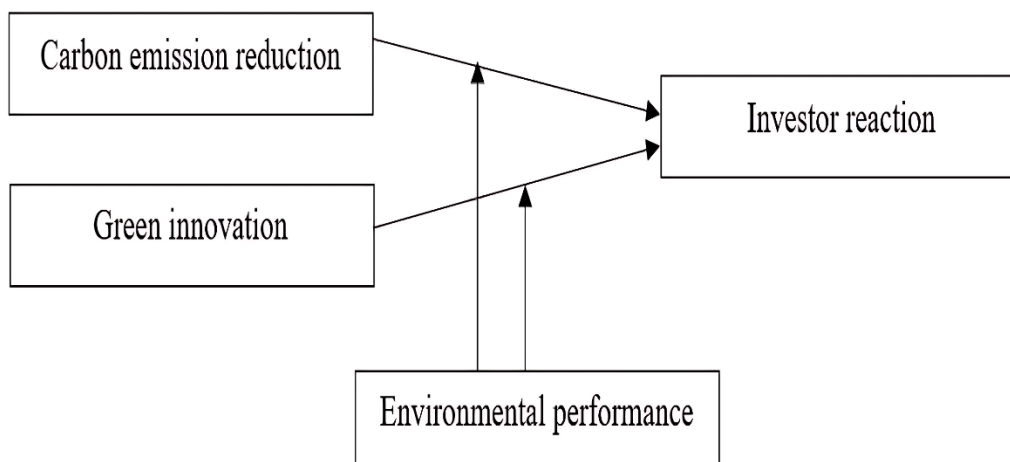 Carbon emission reduction
Investor reaction
Green innovation
Environmental performance